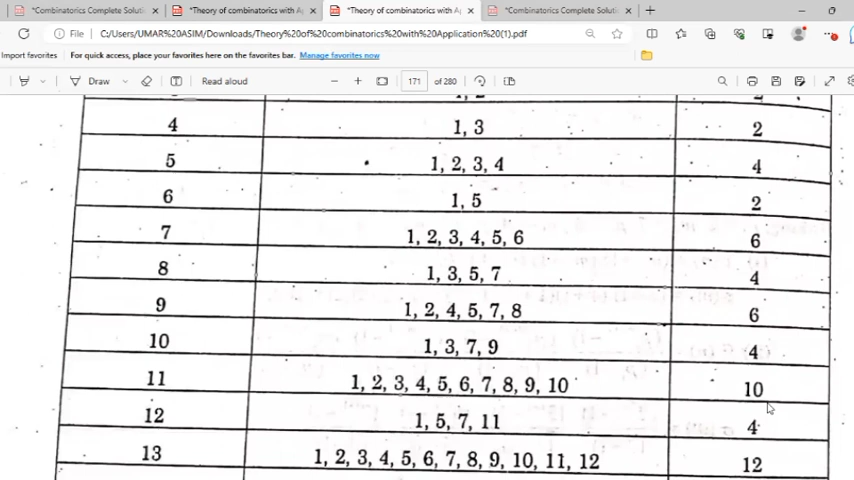 *Combinatorics Complete Soluti
*Theory of combinatorics with A
*Theory of combinatorics with A
*Combinatorics Complete Soluti
File C:/Users/UMAR%20ASIM/Downloads/Theory%20of%20combinatorics%20with%20Application%20(1).pdf
Import favorites For quick access, place your favorites here on the favorites bar. Manage favorites now
Draw Read aloud 171 of 280
1, 2 2
4 1, 3 2
5 1, 2, 3, 4 4
6 1, 5 2
7 1, 2, 3, 4, 5, 6 6
8 1, 3, 5, 7 4
9 1, 2, 4, 5, 7, 8 6
10 1, 3, 7, 9 4
11 1, 2, 3, 4, 5, 6, 7, 8, 9, 10 10
12 1, 5, 7, 11 4
13 1, 2, 3, 4, 5, 6, 7, 8, 9, 10, 11, 12 12